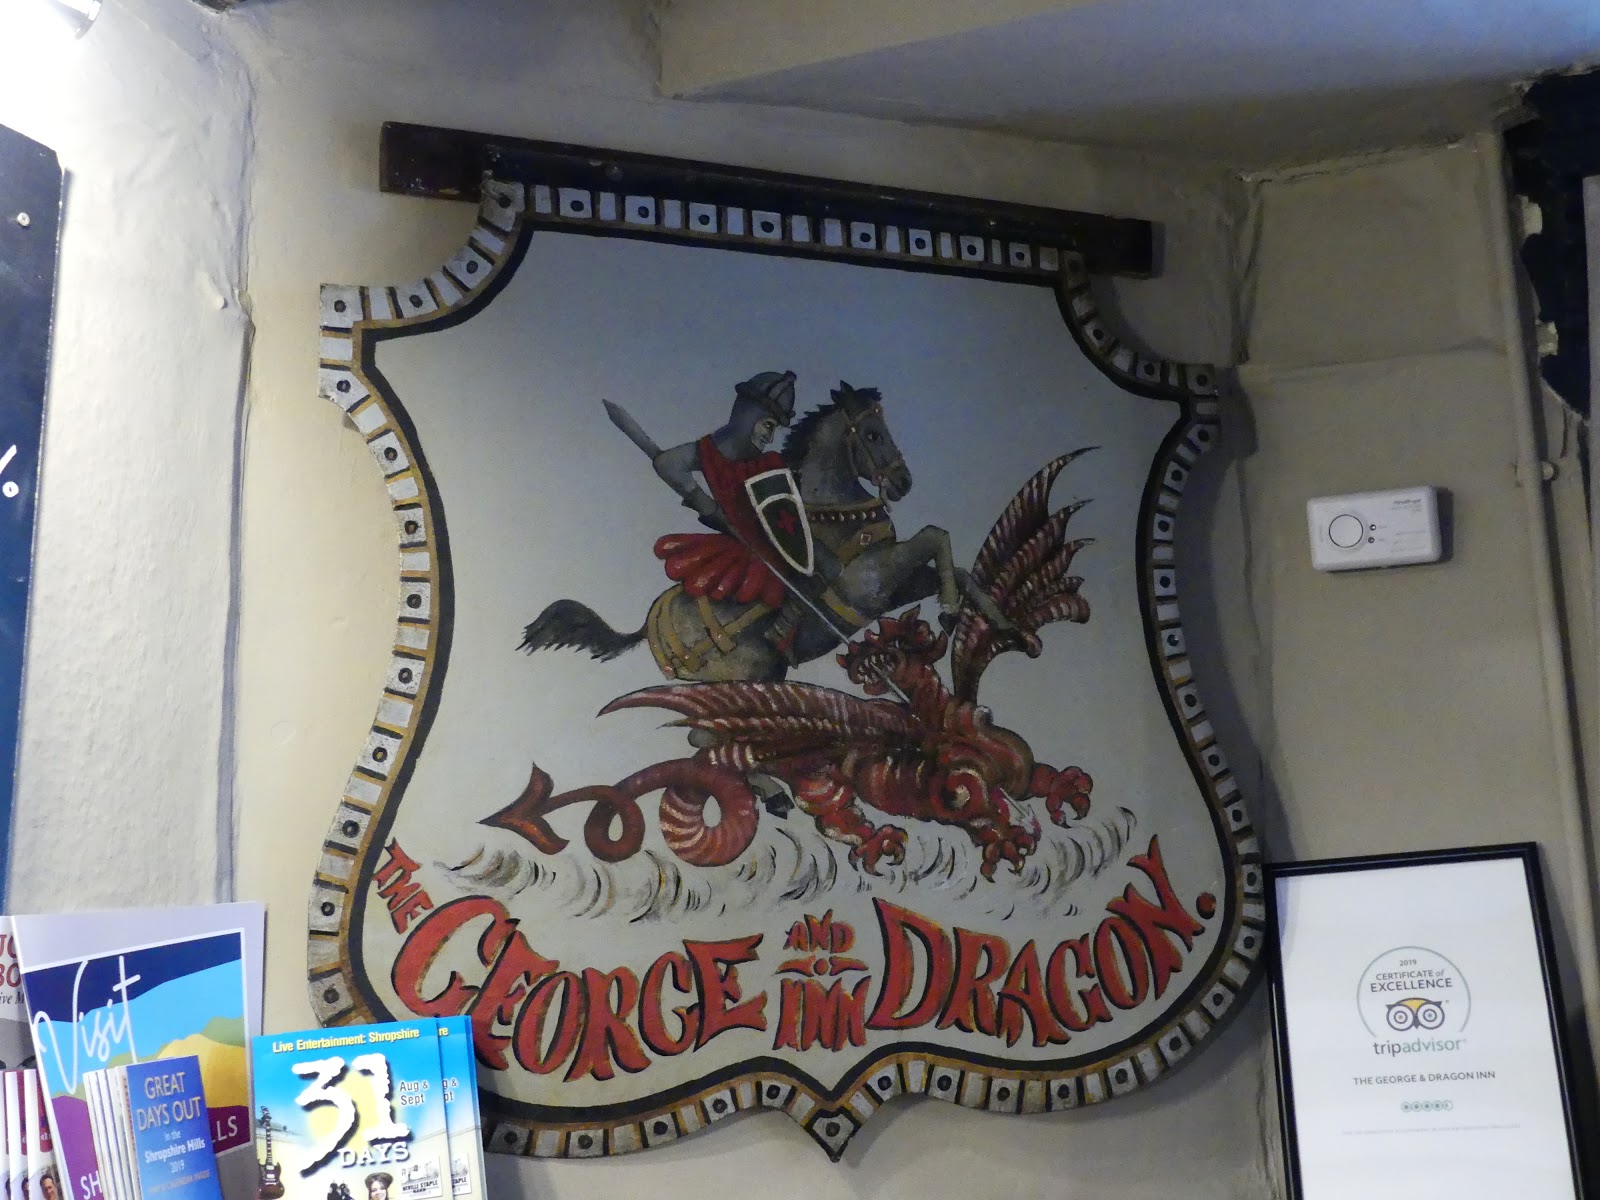 THE GEORGE AND INN DRAGON.
Visit
GREAT
DAYS OUT
in the
Shropshire Hills
2019
Live Entertainment: Shropshire
31
DAYS
Aug &
Sept
2019
CERTIFICATE of
EXCELLENCE
tripadvisor
THE GEORGE & DRAGON INN